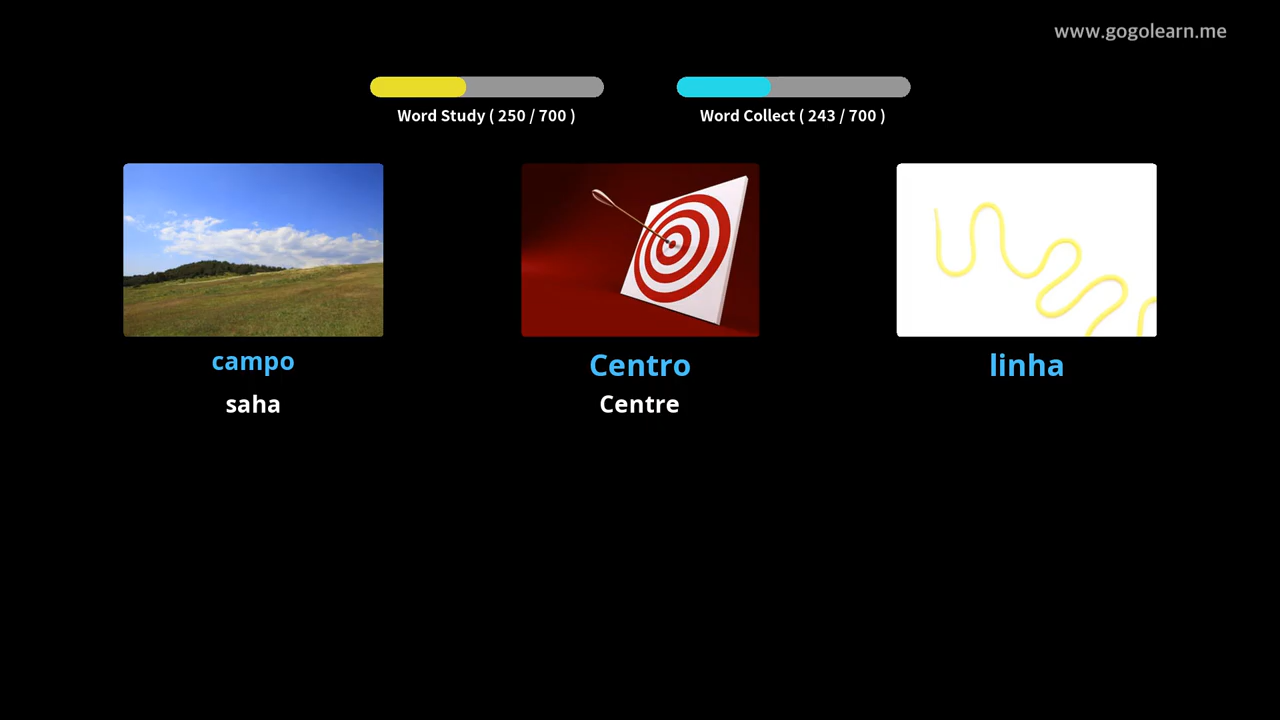 www.gogolearn.me
Word Study ( 250 / 700 )
Word Collect ( 243 / 700 )
campo
Centro
linha
saha
Centre